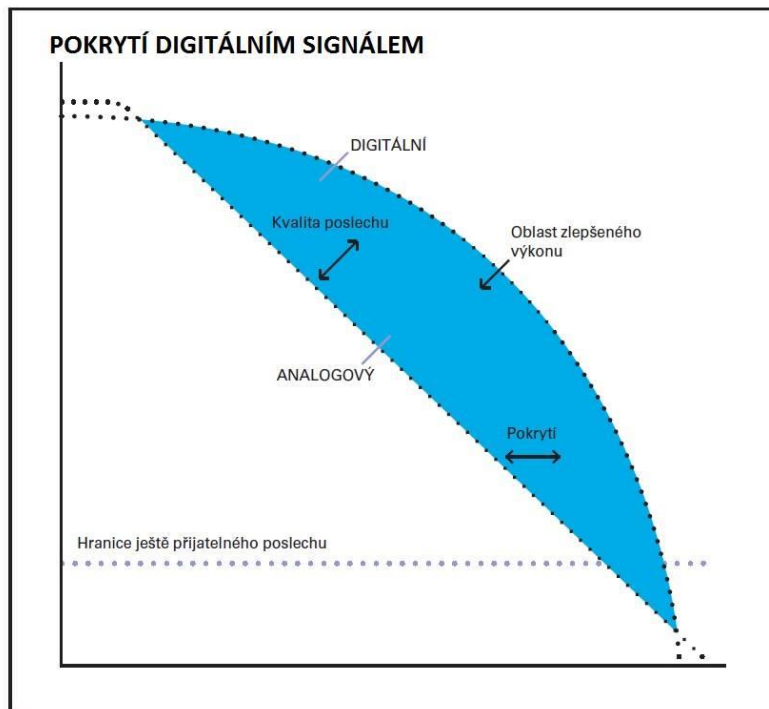 POKRYTÍ DIGITÁLNÍM SIGNÁLEM
DIGITÁLNÍ
Kvalita poslechu
Oblast zlepšeného
výkonu
ANALOGOVÝ
Pokrytí
Hranice ještě přijatelného poslechu